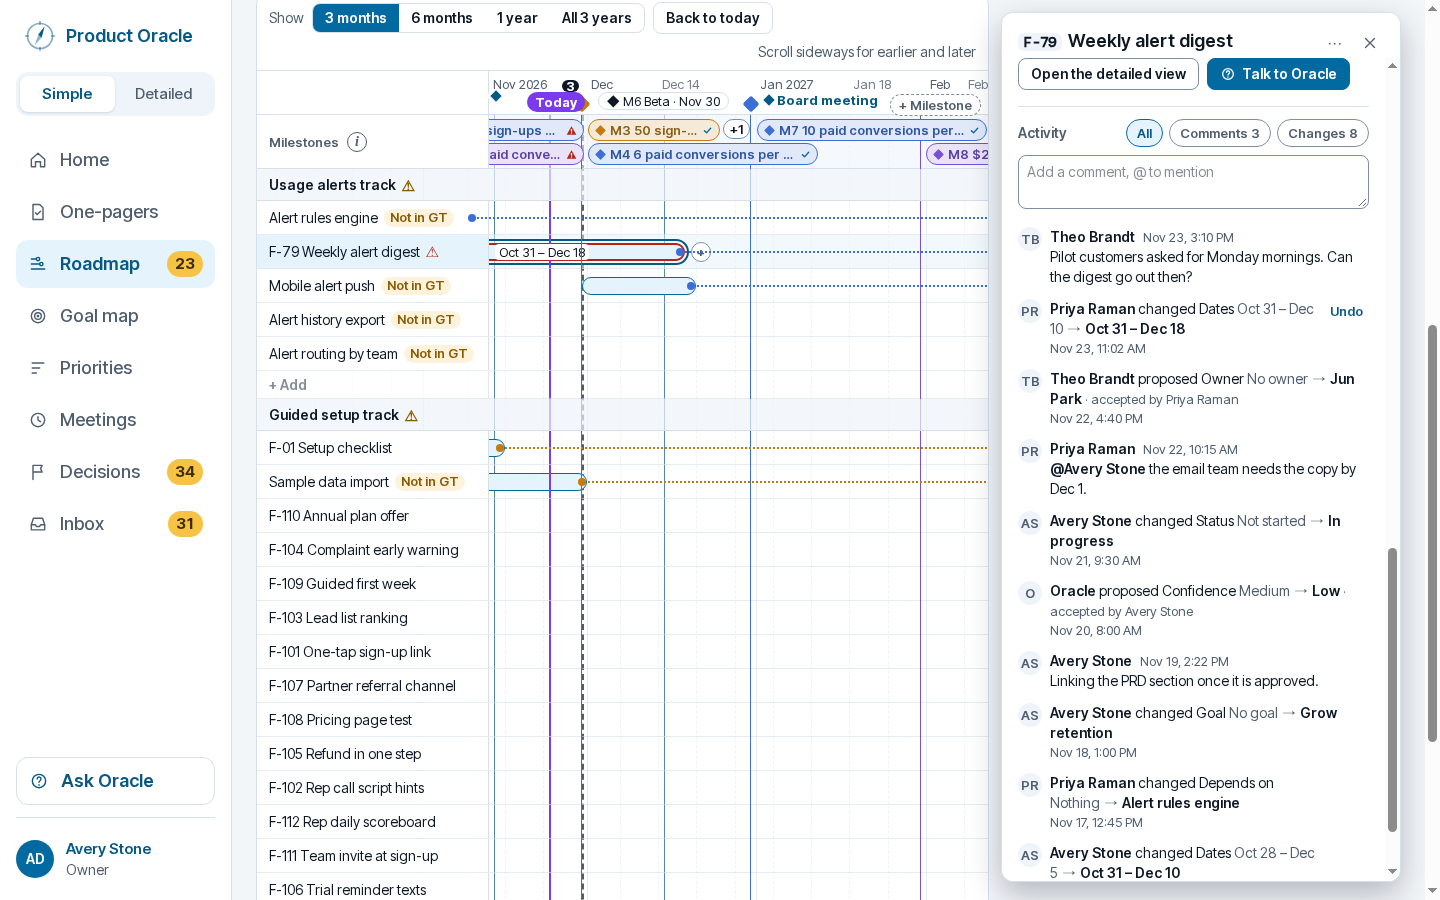 Product Oracle
Simple
Detailed
Home
One-pagers
Roadmap 23
Goal map
Priorities
Meetings
Decisions 34
Inbox 31
Ask Oracle
AD
Avery Stone
Owner
Show
3 months
6 months
1 year
All 3 years
Back to today
Scroll sideways for earlier and later
Nov 2026
3
Dec
Dec 14
Jan 2027
Jan 18
Feb
Feb
Today
M6 Beta · Nov 30
Board meeting
+ Milestone
Milestones i
sign-ups ...
M3 50 sign-...
+1
M7 10 paid conversions per...
aid conve...
M4 6 paid conversions per ...
M8 $2
Usage alerts track
Alert rules engine Not in GT
F-79 Weekly alert digest
Oct 31 – Dec 18
+
Mobile alert push Not in GT
Alert history export Not in GT
Alert routing by team Not in GT
+ Add
Guided setup track
F-01 Setup checklist
Sample data import Not in GT
F-110 Annual plan offer
F-104 Complaint early warning
F-109 Guided first week
F-103 Lead list ranking
F-101 One-tap sign-up link
F-107 Partner referral channel
F-108 Pricing page test
F-105 Refund in one step
F-102 Rep call script hints
F-112 Rep daily scoreboard
F-111 Team invite at sign-up
F-106 Trial reminder texts
F-79 Weekly alert digest
Open the detailed view
Talk to Oracle
Activity
All
Comments 3
Changes 8
Add a comment, @ to mention
TB Theo Brandt Nov 23, 3:10 PM
Pilot customers asked for Monday mornings. Can
the digest go out then?
PR Priya Raman changed Dates Oct 31 – Dec
10 → Oct 31 – Dec 18
Undo
Nov 23, 11:02 AM
TB Theo Brandt proposed Owner No owner → Jun
Park · accepted by Priya Raman
Nov 22, 4:40 PM
PR Priya Raman Nov 22, 10:15 AM
@Avery Stone the email team needs the copy by
Dec 1.
AS Avery Stone changed Status Not started → In
progress
Nov 21, 9:30 AM
O Oracle proposed Confidence Medium → Low ·
accepted by Avery Stone
Nov 20, 8:00 AM
AS Avery Stone Nov 19, 2:22 PM
Linking the PRD section once it is approved.
AS Avery Stone changed Goal No goal → Grow
retention
Nov 18, 1:00 PM
PR Priya Raman changed Depends on
Nothing → Alert rules engine
Nov 17, 12:45 PM
AS Avery Stone changed Dates Oct 28 – Dec
5 → Oct 31 – Dec 10